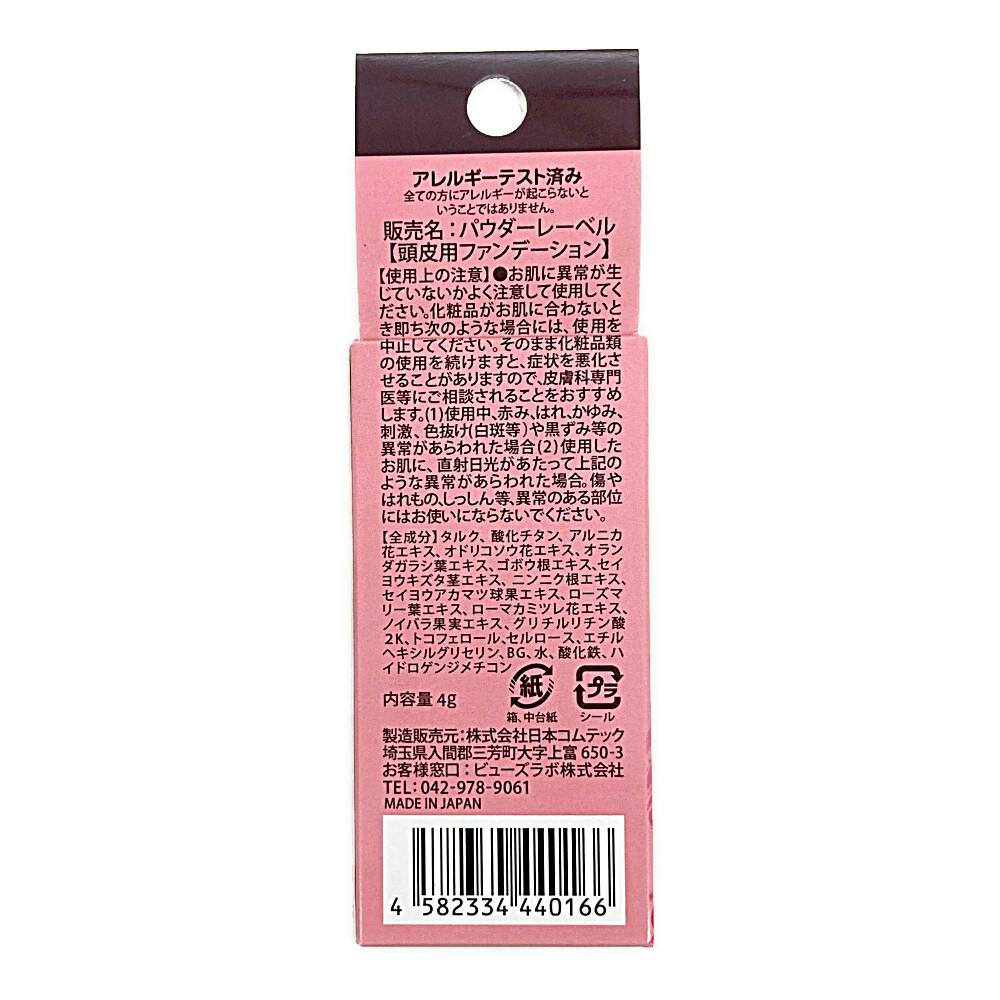 アレルギーテスト済み
全ての方にアレルギーが起こらないと
いうことではありません。
販売名：パウダーレーベル
【頭皮用ファンデーション】
【使用上の注意】●お肌に異常が生
じていないかよく注意して使用してく
ださい。化粧品がお肌に合わないと
き即ち次のような場合には、使用を
中止してください。そのまま化粧品類
の使用を続けますと、症状を悪化さ
せることがありますので、皮膚科専門
医等にご相談されることをおすすめ
します。(1)使用中、赤み、はれ、かゆみ、
刺激、色抜け(白斑等)や黒ずみ等の
異常があらわれた場合(2)使用した
お肌に、直射日光があたって上記の
ような異常があらわれた場合。傷や
はれもの、しっしん等、異常のある部位
にはお使いにならないでください。
【全成分】タルク、酸化チタン、アルニカ
花エキス、オドリコソウ花エキス、オラン
ダガラシ葉エキス、ゴボウ根エキス、セイ
ヨウキズタ茎エキス、ニンニク根エキス、
セイヨウアカマツ球果エキス、ローズマ
リー葉エキス、ローマカミツレ花エキス、
ノイバラ果実エキス、グリチルリチン酸
2K、トコフェロール、セルロース、エチル
ヘキシルグリセリン、BG、水、酸化鉄、ハ
イドロゲンジメチコン
紙
プラ
内容量 4g
箱、中台紙
シール
製造販売元：株式会社日本コムテック
埼玉県入間郡三芳町大字上富 650-3
お客様窓口：ビューズラボ株式会社
TEL：042-978-9061
MADE IN JAPAN
4 582334 440166